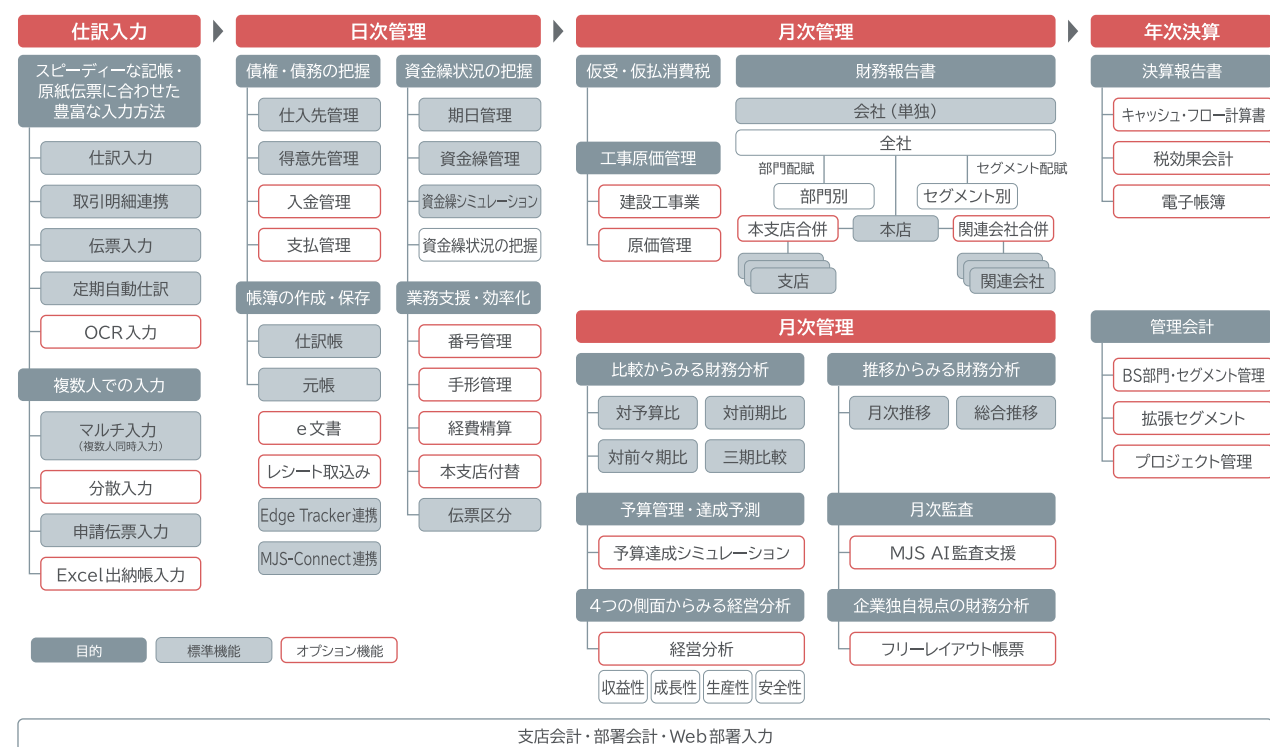 仕訳入力
スピーディーな記帳・
原紙伝票に合わせた
豊富な入力方法
仕訳入力
取引明細連携
伝票入力
定期自動仕訳
OCR入力
複数人での入力
マルチ入力
(複数人同時入力)
分散入力
申請伝票入力
Excel出納帳入力
日次管理
債権・債務の把握
仕入先管理
得意先管理
入金管理
支払管理
帳簿の作成・保存
仕訳帳
元帳
e文書
レシート取込み
Edge Tracker連携
MJS-Connect連携
資金繰状況の把握
期日管理
資金繰管理
資金繰シミュレーション
資金繰状況の把握
業務支援・効率化
番号管理
手形管理
経費精算
本支店付替
伝票区分
月次管理
仮受・仮払消費税
工事原価管理
建設工事業
原価管理
財務報告書
会社(単独)
全社
部門配賦
セグメント配賦
部門別
セグメント別
本支店合併
本店
関連会社合併
支店
関連会社
月次管理
比較からみる財務分析
対予算比
対前期比
対前々期比
三期比較
予算管理・達成予測
予算達成シミュレーション
4つの側面からみる経営分析
経営分析
収益性
成長性
生産性
安全性
推移からみる財務分析
月次推移
総合推移
月次監査
MJS AI監査支援
企業独自視点の財務分析
フリーレイアウト帳票
年次決算
決算報告書
キャッシュ・フロー計算書
税効果会計
電子帳簿
管理会計
BS部門・セグメント管理
拡張セグメント
プロジェクト管理
目的
標準機能
オプション機能
支店会計・部署会計・Web部署入力